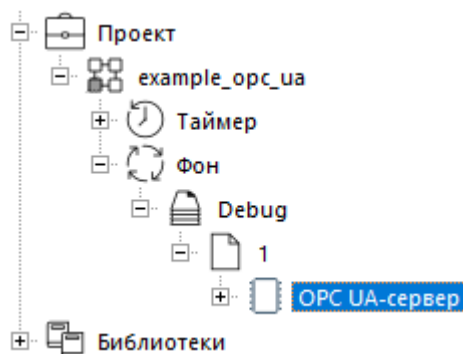 Проект
example_opc_ua
Таймер
Фон
Debug
1
OPC UA-сервер
Библиотеки